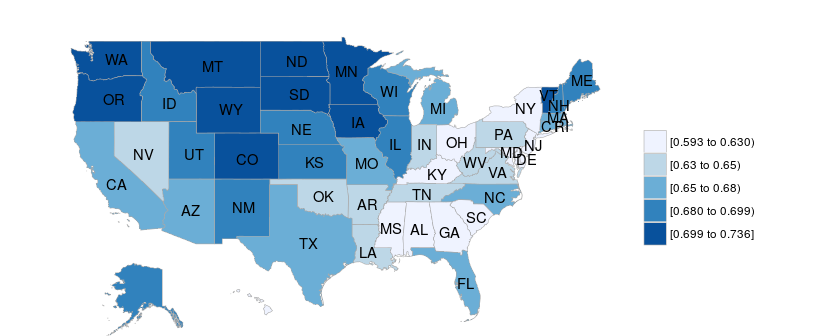 WA
MT
ND
MN
OR
ID
WY
SD
WI
MI
ME
VT
NH
NY
MA
CT
RI
NV
UT
CO
NE
IA
IL
IN
OH
PA
NJ
MD
DE
CA
AZ
NM
KS
MO
KY
WV
VA
OK
AR
TN
NC
SC
TX
LA
MS
AL
GA
FL
[0.593 to 0.630)
[0.63 to 0.65)
[0.65 to 0.68)
[0.680 to 0.699)
[0.699 to 0.736]